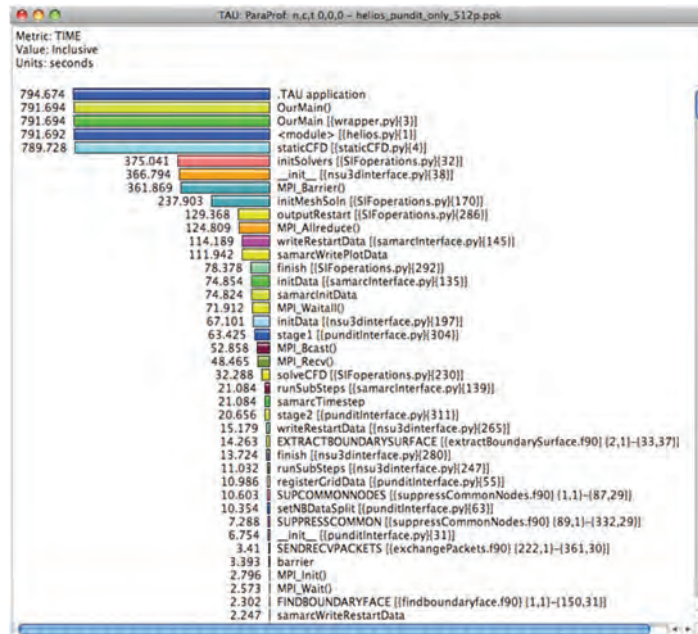 TAU: ParaProf: n,c,t 0,0,0 – helios_pundit_only_512p.ppk
Metric: TIME
Value: Inclusive
Units: seconds
794.674 .TAU application
791.694 OurMain()
791.694 OurMain [{wrapper.py}{3}]
791.692 <module> [{helios.py}{1}]
789.728 staticCFD [{staticCFD.py}{4}]
375.041 initSolvers [{SIFoperations.py}{32}]
366.794 __init__ [{nsu3dinterface.py}{38}]
361.869 MPI_Barrier()
237.903 initMeshSoln [{SIFoperations.py}{170}]
129.368 outputRestart [{SIFoperations.py}{286}]
124.809 MPI_Allreduce()
114.189 writeRestartData [{samarcInterface.py}{145}]
111.942 samarcWritePlotData
78.378 finish [{SIFoperations.py}{292}]
74.854 initData [{samarcInterface.py}{135}]
74.824 samarcInitData
71.912 MPI_Waitall()
67.101 initData [{nsu3dinterface.py}{197}]
63.425 stage1 [{punditInterface.py}{304}]
52.858 MPI_Bcast()
48.465 MPI_Recv()
32.288 solveCFD [{SIFoperations.py}{230}]
21.084 runSubSteps [{samarcInterface.py}{139}]
21.084 samarcTimestep
20.656 stage2 [{punditInterface.py}{311}]
15.179 writeRestartData [{nsu3dinterface.py}{265}]
14.263 EXTRACTBOUNDARYSURFACE [{extractBoundarySurface.f90} {2,1}–{33,37}]
13.724 finish [{nsu3dinterface.py}{280}]
11.032 runSubSteps [{nsu3dinterface.py}{247}]
10.986 registerGridData [{punditInterface.py}{55}]
10.603 SUPCOMMONNODES [{suppressCommonNodes.f90} {1,1}–{87,29}]
10.354 setNBDataSplit [{punditInterface.py}{63}]
7.288 SUPPRESSCOMMON [{suppressCommonNodes.f90} {89,1}–{332,29}]
6.754 __init__ [{punditInterface.py}{31}]
3.41 SENDRECVPACKETS [{exchangePackets.f90} {222,1}–{361,30}]
3.393 barrier
2.796 MPI_Init()
2.573 MPI_Wait()
2.302 FINDBOUNDARYFACE [{findboundaryface.f90} {1,1}–{150,31}]
2.247 samarcWriteRestartData